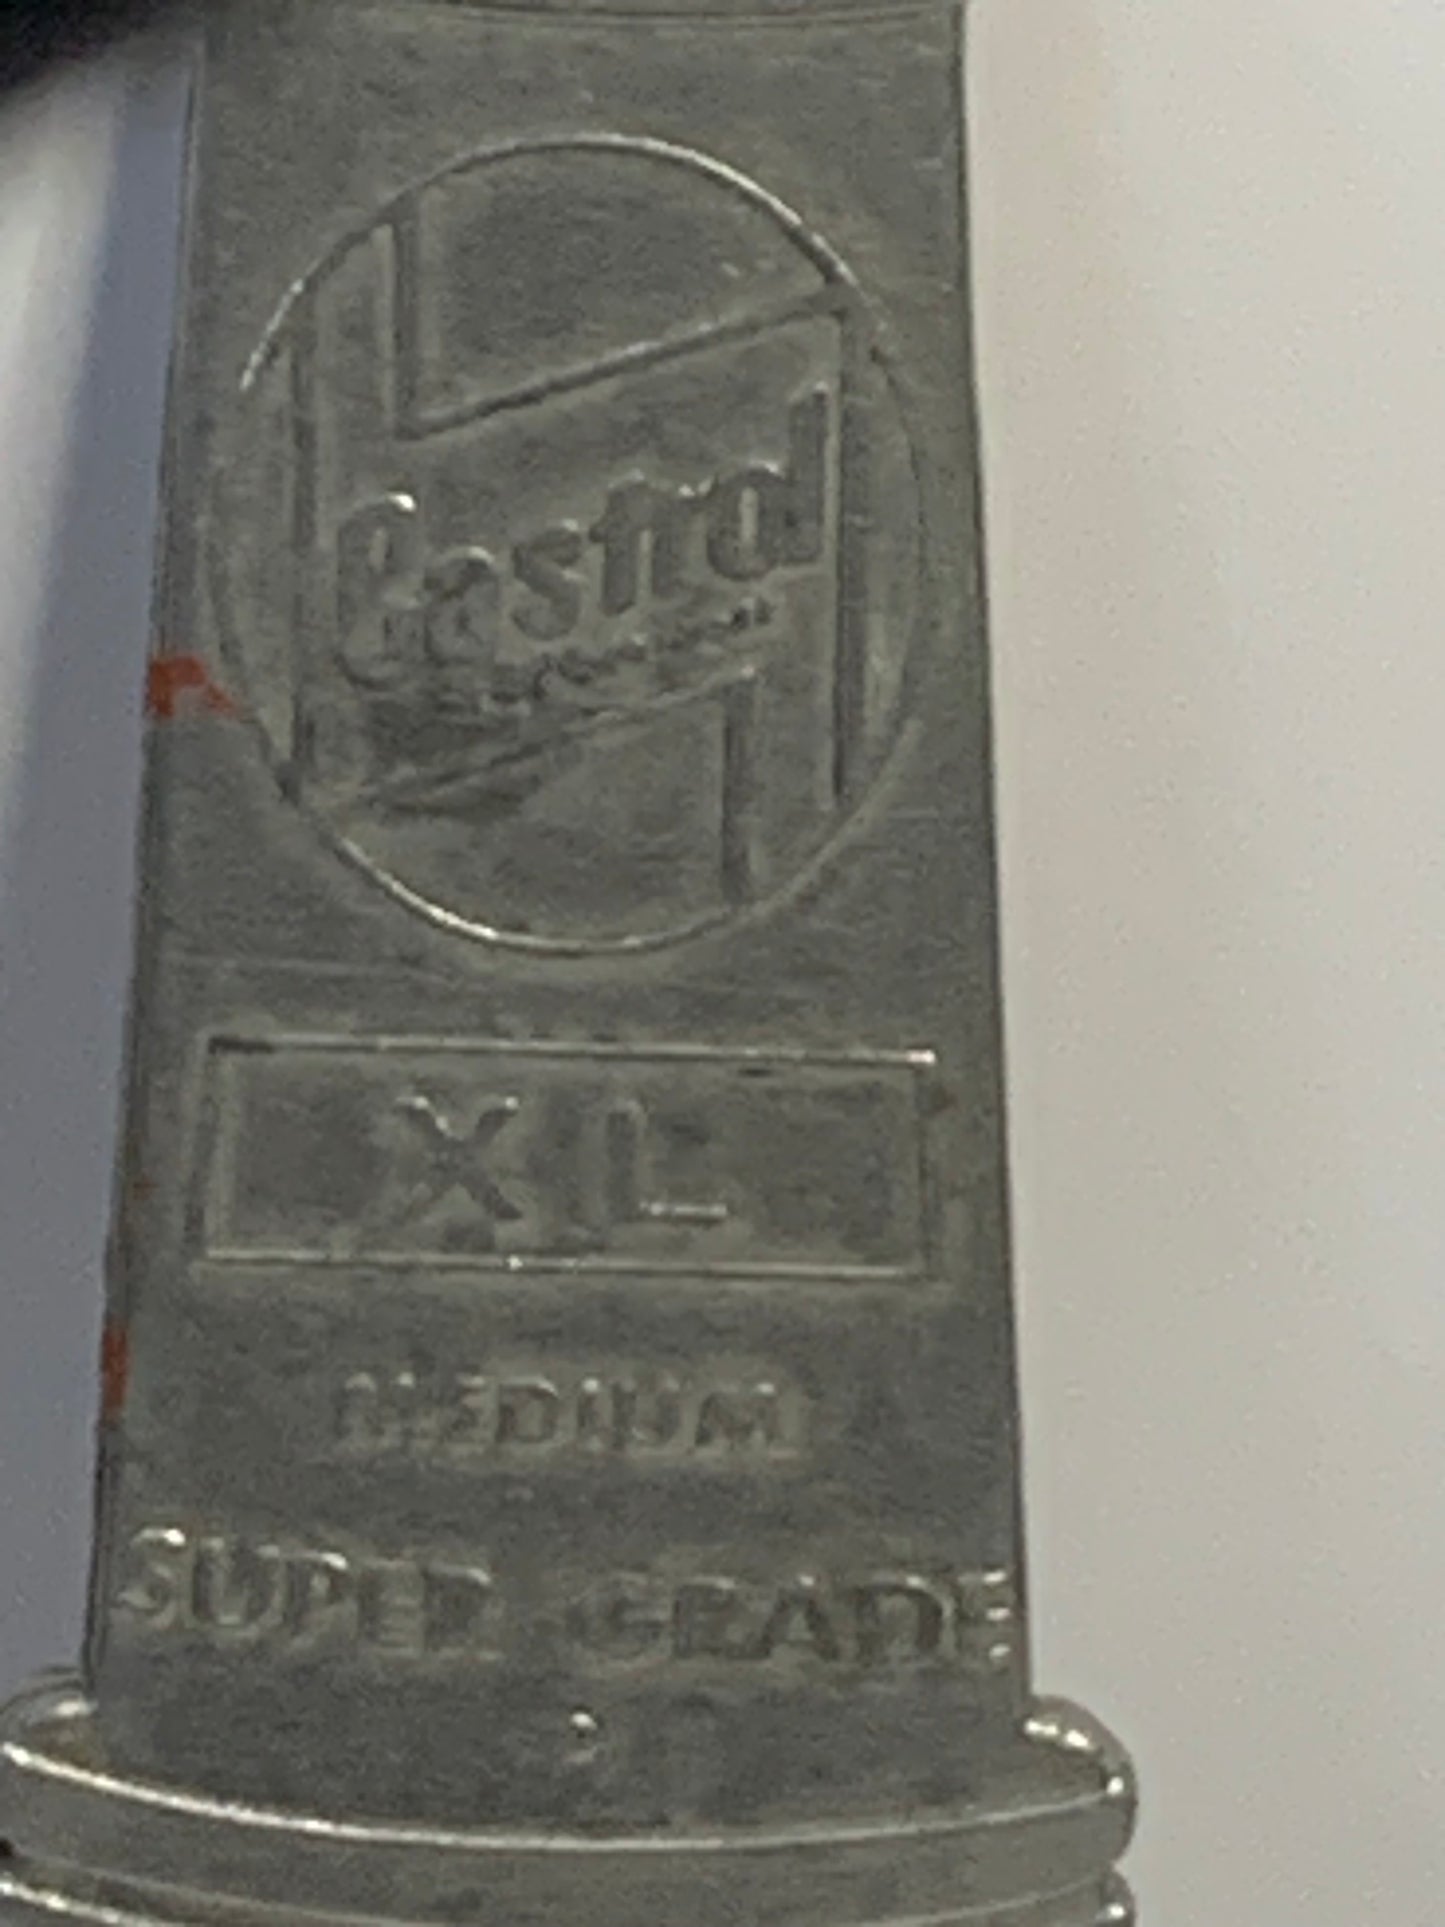 Castrol
XL
MEDIUM
SUPER GRADE